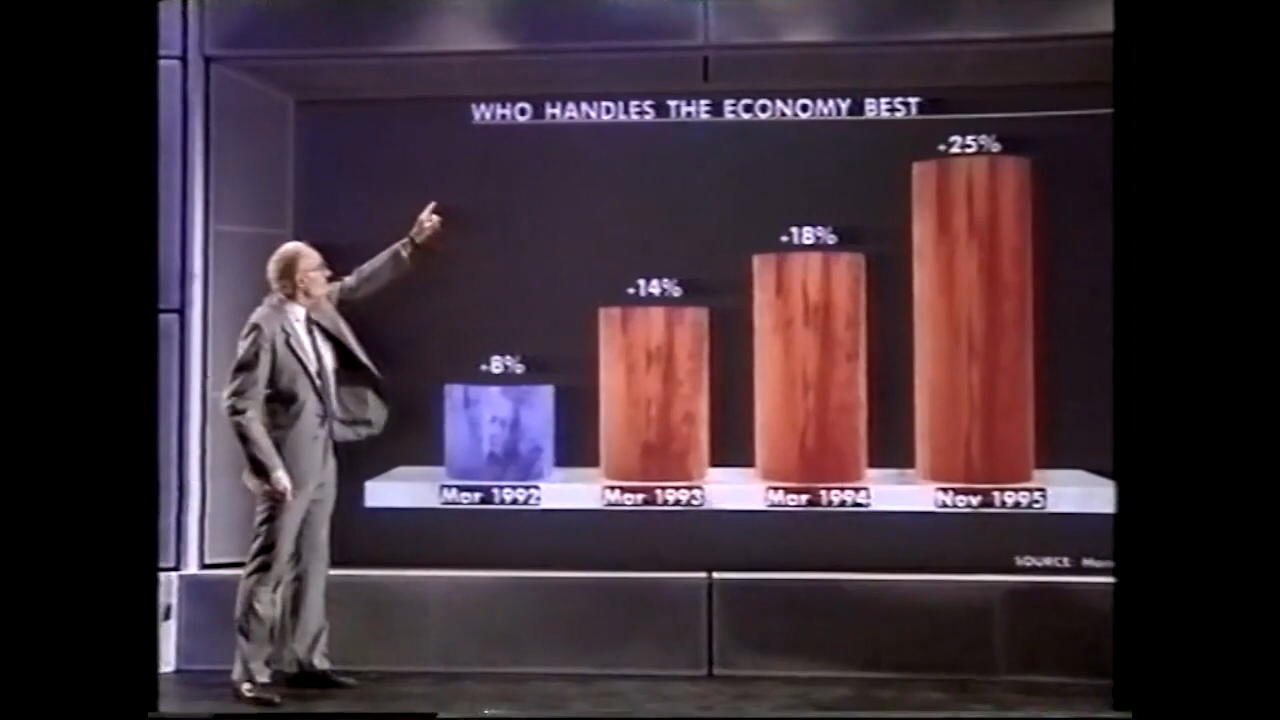 WHO HANDLES THE ECONOMY BEST
+25%
+18%
+14%
+8%
Mar 1992 Mar 1993 Mar 1994 Nov 1995
SOURCE: